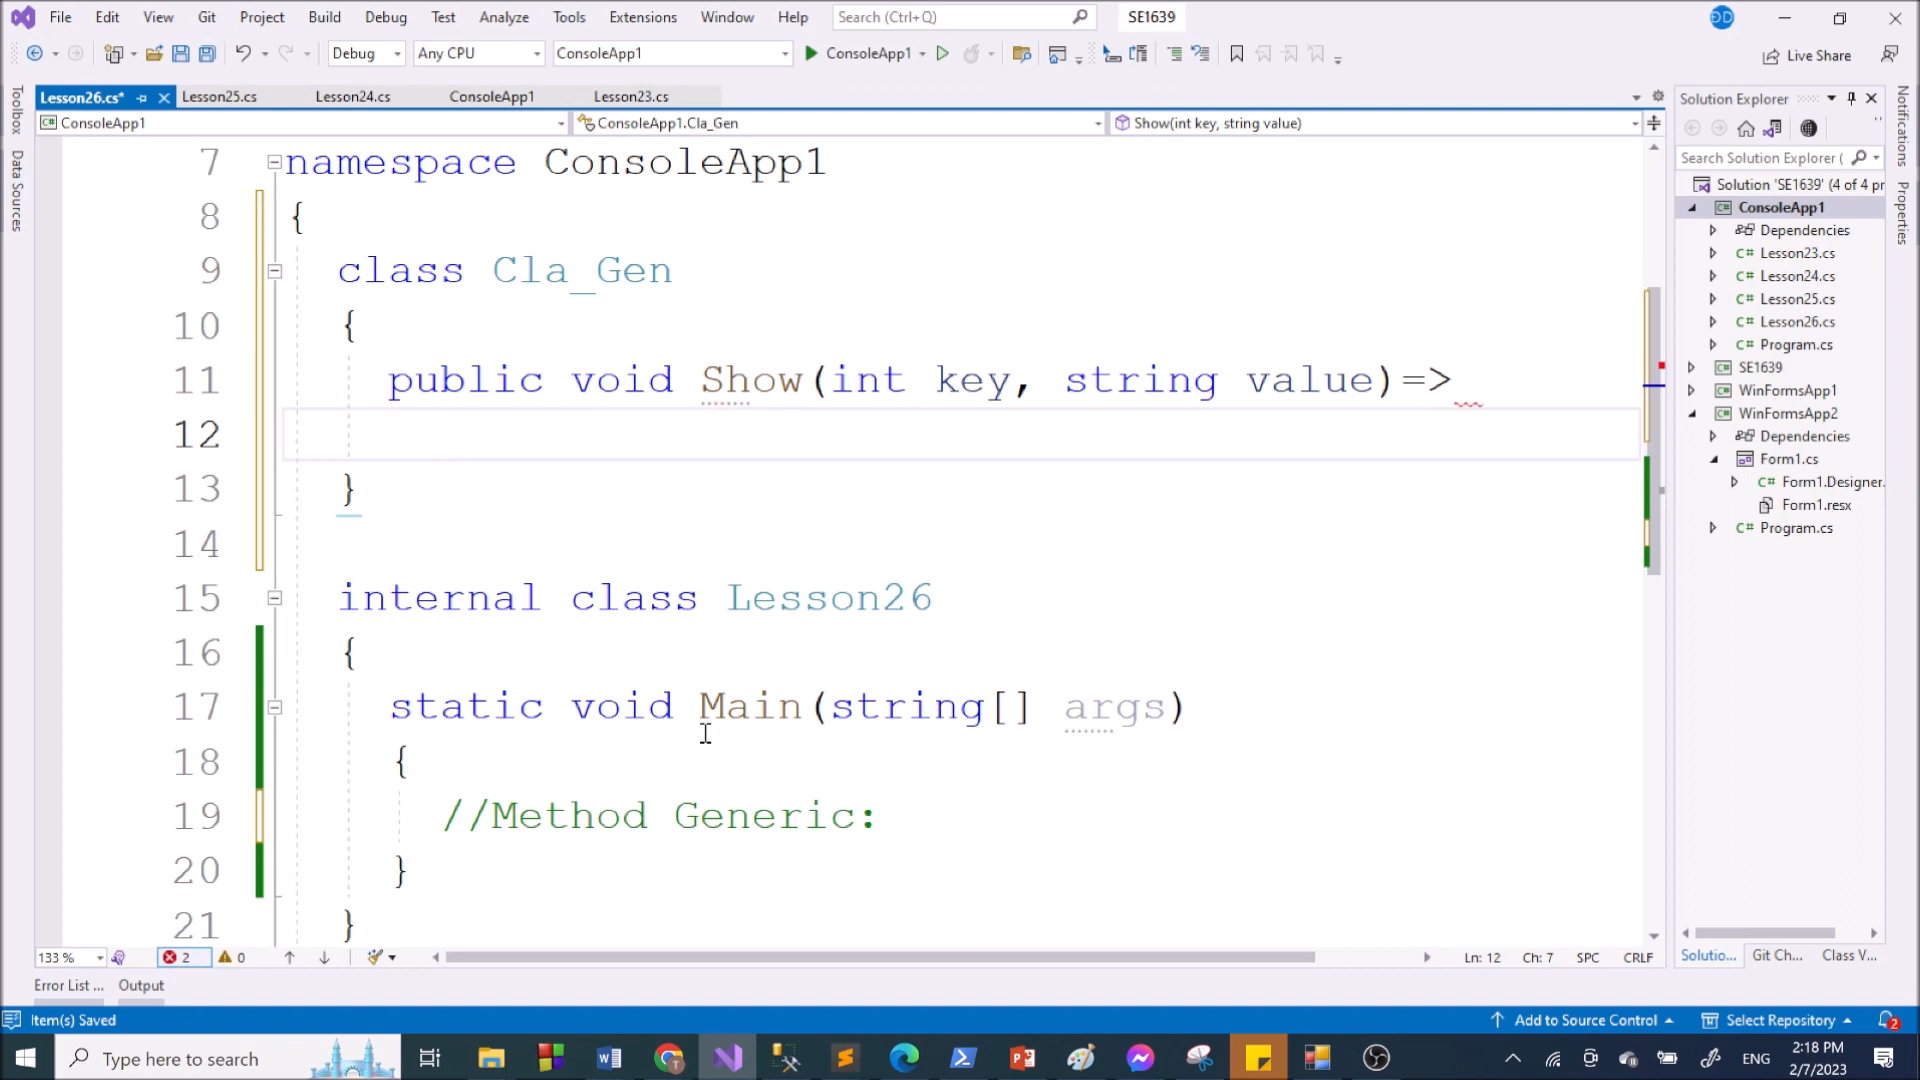 File Edit View Git Project Build Debug Test Analyze Tools Extensions Window Help Search (Ctrl+Q) SE1639 ĐD
Debug Any CPU ConsoleApp1 ConsoleApp1 Live Share
Lesson26.cs* Lesson25.cs Lesson24.cs ConsoleApp1 Lesson23.cs
C# ConsoleApp1 ConsoleApp1.Cla_Gen Show(int key, string value)
Toolbox
Data Sources
7 namespace ConsoleApp1
8 {
9 class Cla_Gen
10 {
11 public void Show(int key, string value)=>
12
13 }
14
15 internal class Lesson26
16 {
17 static void Main(string[] args)
18 {
19 //Method Generic:
20 }
21 }
133 % 2 0 Ln: 12 Ch: 7 SPC CRLF
Error List ... Output
Solution Explorer
Search Solution Explorer (
Solution 'SE1639' (4 of 4 pr
C# ConsoleApp1
Dependencies
C# Lesson23.cs
C# Lesson24.cs
C# Lesson25.cs
C# Lesson26.cs
C# Program.cs
C# SE1639
C# WinFormsApp1
C# WinFormsApp2
Dependencies
Form1.cs
C# Form1.Designer.
Form1.resx
C# Program.cs
Solutio... Git Ch... Class V...
Notifications
Properties
Item(s) Saved Add to Source Control Select Repository 2
Type here to search ENG 2:18 PM
2/7/2023